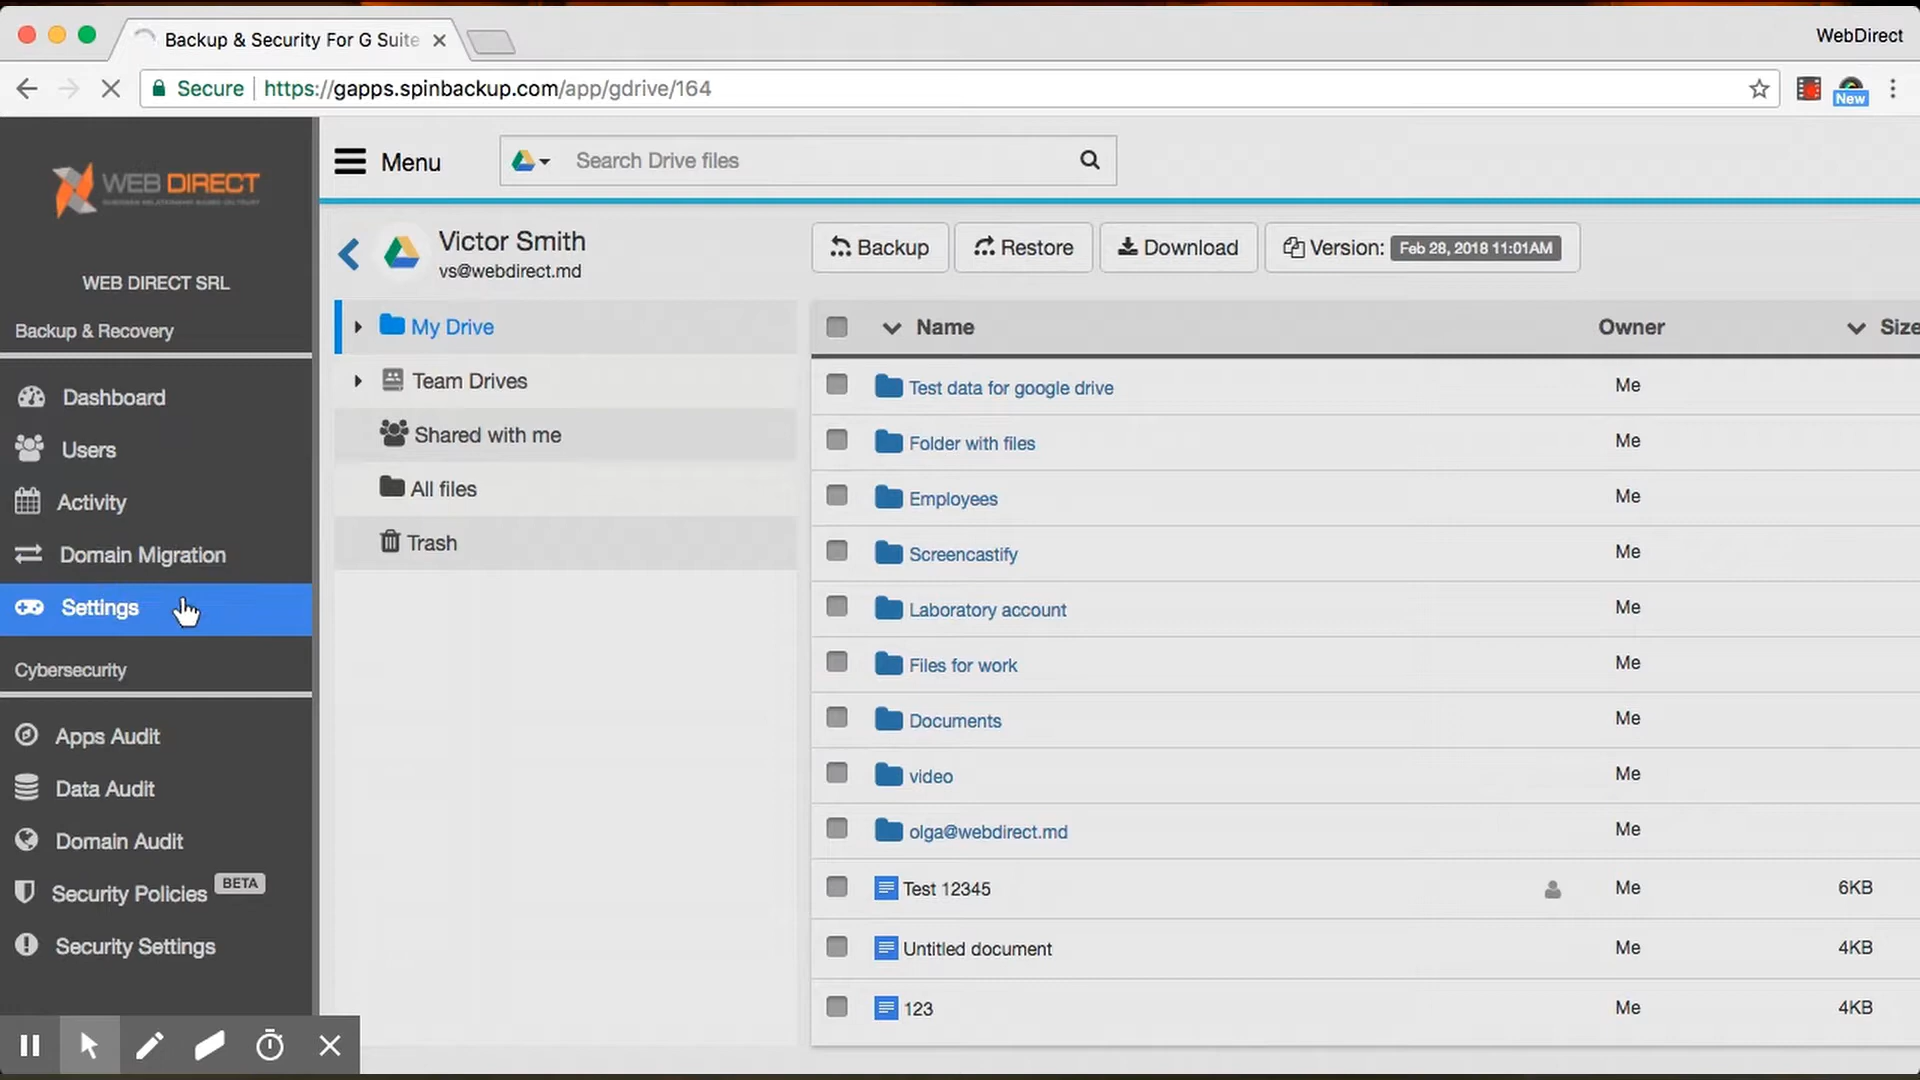 Backup & Security For G Suite
WebDirect
Secure
https://gapps.spinbackup.com/app/gdrive/164
New
WEB DIRECT
WEB DIRECT SRL
Backup & Recovery
Dashboard
Users
Activity
Domain Migration
Settings
Cybersecurity
Apps Audit
Data Audit
Domain Audit
Security Policies BETA
Security Settings
Menu
Search Drive files
Victor Smith
vs@webdirect.md
Backup
Restore
Download
Version: Feb 28, 2018 11:01AM
My Drive
Team Drives
Shared with me
All files
Trash
Name Owner Size
Test data for google drive Me
Folder with files Me
Employees Me
Screencastify Me
Laboratory account Me
Files for work Me
Documents Me
video Me
olga@webdirect.md Me
Test 12345 Me 6KB
Untitled document Me 4KB
123 Me 4KB